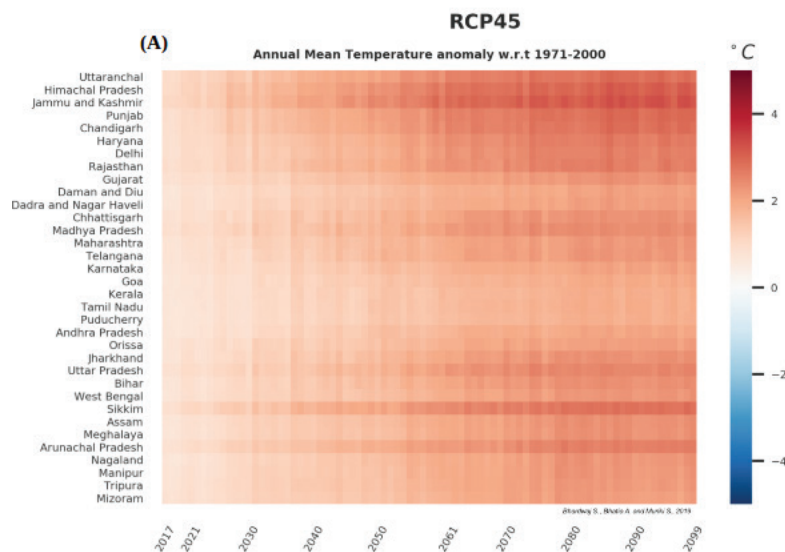 RCP45
(A)
Annual Mean Temperature anomaly w.r.t 1971-2000
°C
Uttaranchal
Himachal Pradesh
Jammu and Kashmir
Punjab
Chandigarh
Haryana
Delhi
Rajasthan
Gujarat
Daman and Diu
Dadra and Nagar Haveli
Chhattisgarh
Madhya Pradesh
Maharashtra
Telangana
Karnataka
Goa
Kerala
Tamil Nadu
Puducherry
Andhra Pradesh
Orissa
Jharkhand
Uttar Pradesh
Bihar
West Bengal
Sikkim
Assam
Meghalaya
Arunachal Pradesh
Nagaland
Manipur
Tripura
Mizoram
4
2
0
−2
−4
Bhardwaj S., Bhatia A. and Muniki S., 2019
2017 2021 2030 2040 2050 2061 2070 2080 2090 2099